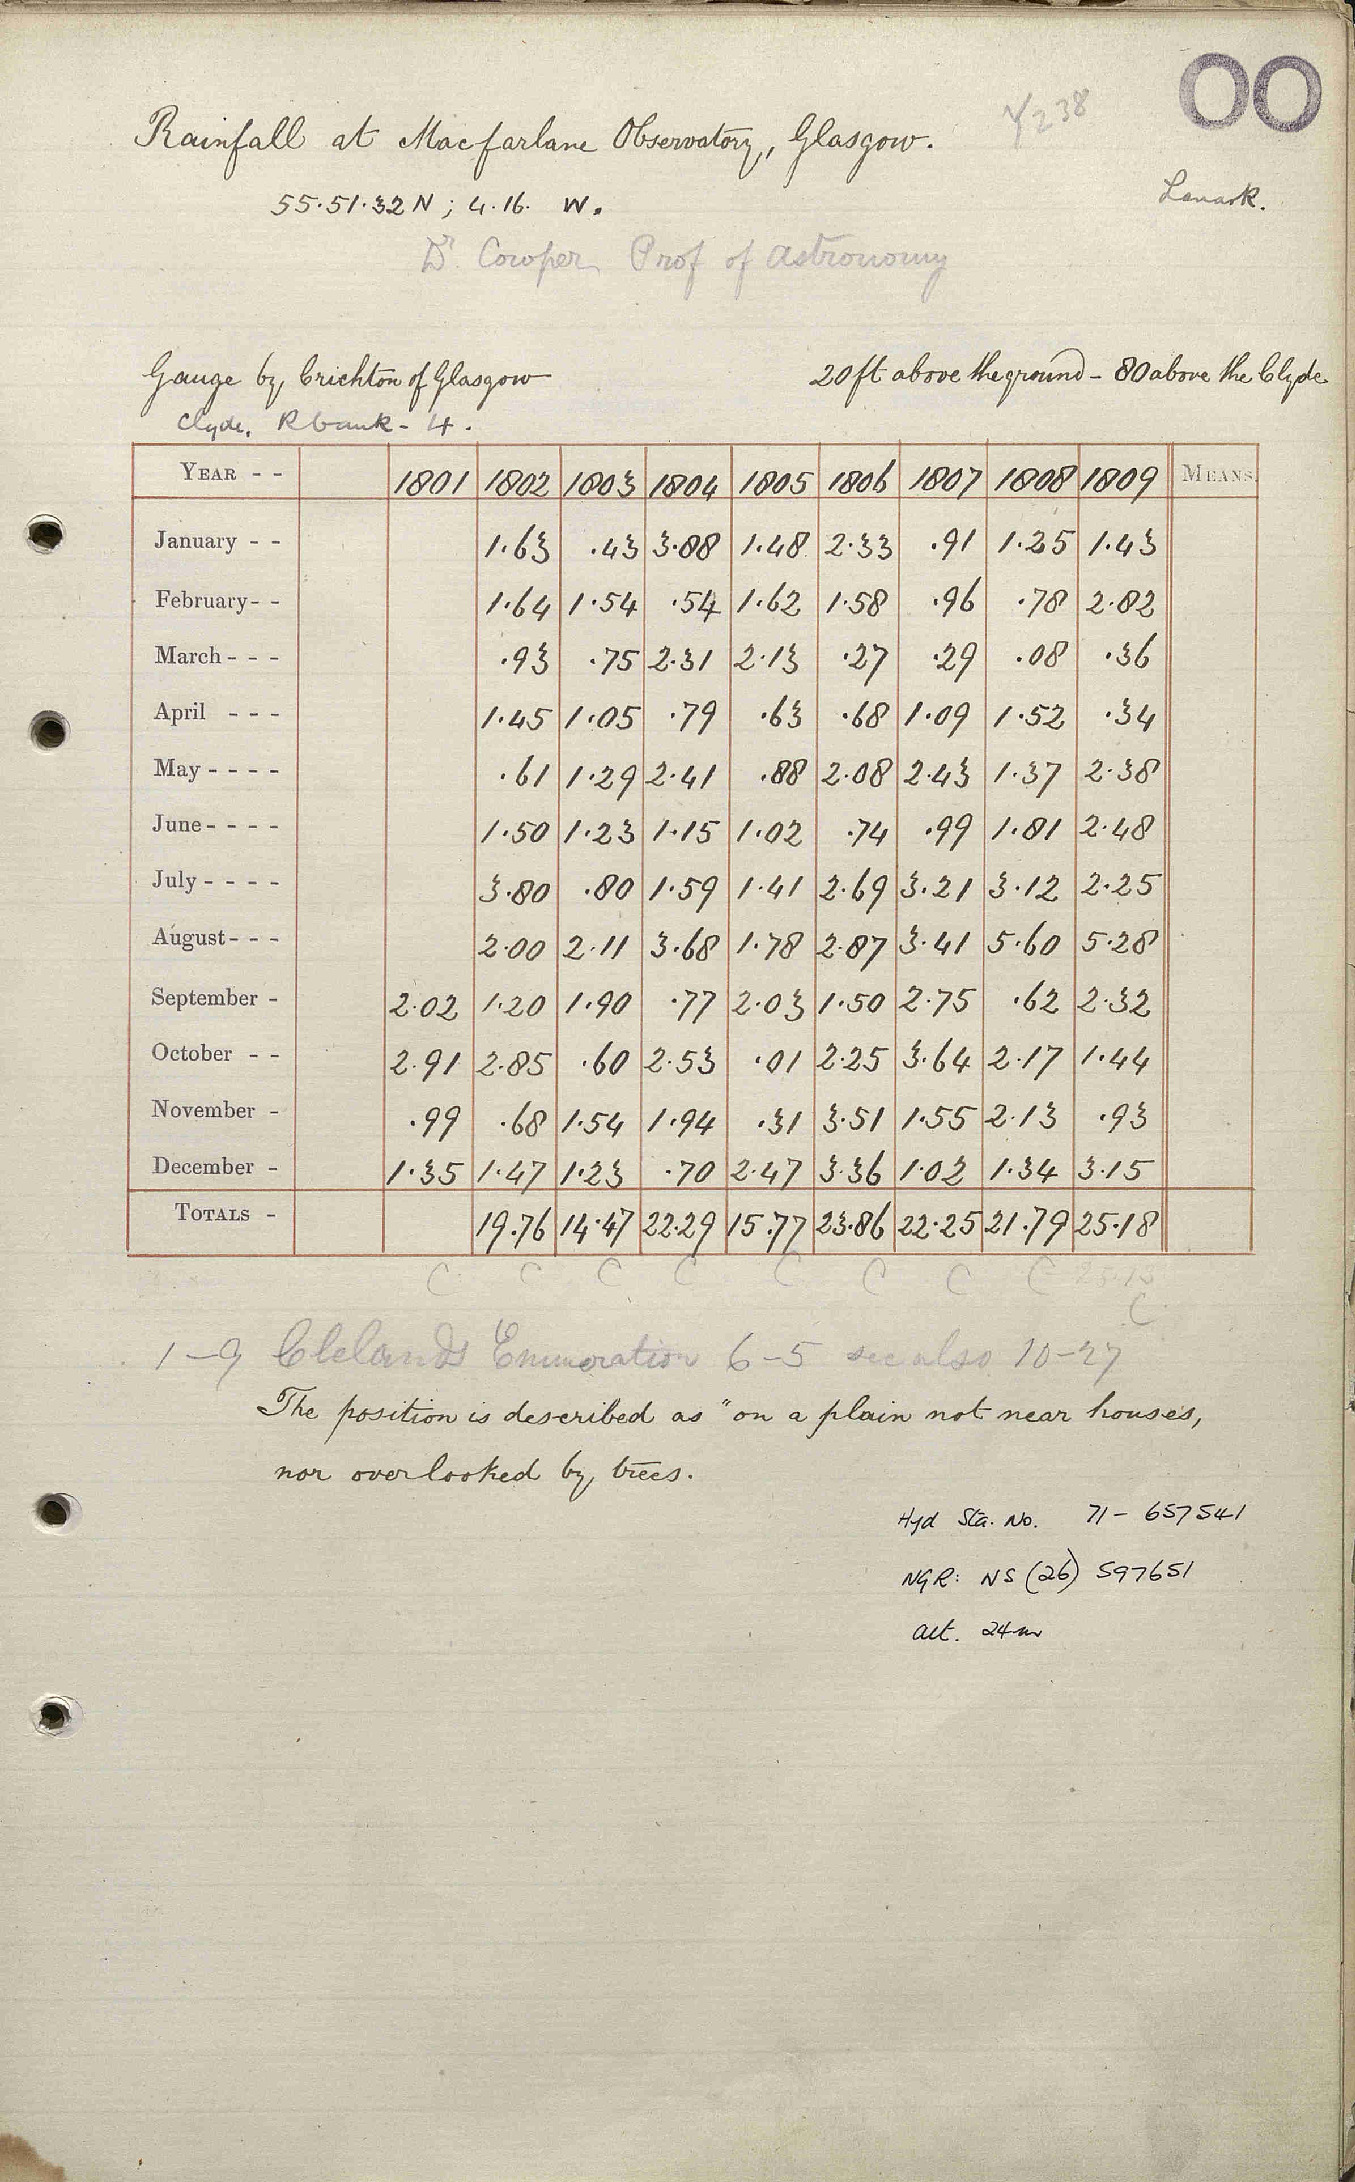 OO
Y238
Rainfall at Macfarlane Observatory, Glasgow.
55.51.32 N ; 4.16. W.
Lanark.
Dr. Cowper Prof of Astronomy
Gauge by Crichton of Glasgow
20ft above the ground - 80 above the Clyde
Clyde, R bank - 4.
YEAR - - 1801 1802 1803 1804 1805 1806 1807 1808 1809 MEANS.
January - - 1.63 .43 3.88 1.48 2.33 .91 1.25 1.43
February - - 1.64 1.54 .54 1.62 1.58 .96 .78 2.82
March - - - .93 .75 2.31 2.13 .27 .29 .08 .36
April - - - 1.45 1.05 .79 .63 .68 1.09 1.52 .34
May - - - - .61 1.29 2.41 .88 2.08 2.43 1.37 2.38
June - - - - 1.50 1.23 1.15 1.02 .74 .99 1.81 2.48
July - - - - 3.80 .80 1.59 1.41 2.69 3.21 3.12 2.25
August - - - 2.00 2.11 3.68 1.78 2.87 3.41 5.60 5.28
September - 2.02 1.20 1.90 .77 2.03 1.50 2.75 .62 2.32
October - - 2.91 2.85 .60 2.53 .01 2.25 3.64 2.17 1.44
November - .99 .68 1.54 1.94 .31 3.51 1.55 2.13 .93
December - 1.35 1.47 1.23 .70 2.47 3.36 1.02 1.34 3.15
TOTALS - 19.76 14.47 22.29 15.77 23.86 22.25 21.79 25.18
C C C C C C C C 25.18
C
1-9 Clelands Enumeration 6-5 see also 10-27
The position is described as "on a plain not near houses,
nor overlooked by trees.
Hyd Sta. No. 71 - 657541
NGR: NS (26) 597651
alt. 24m